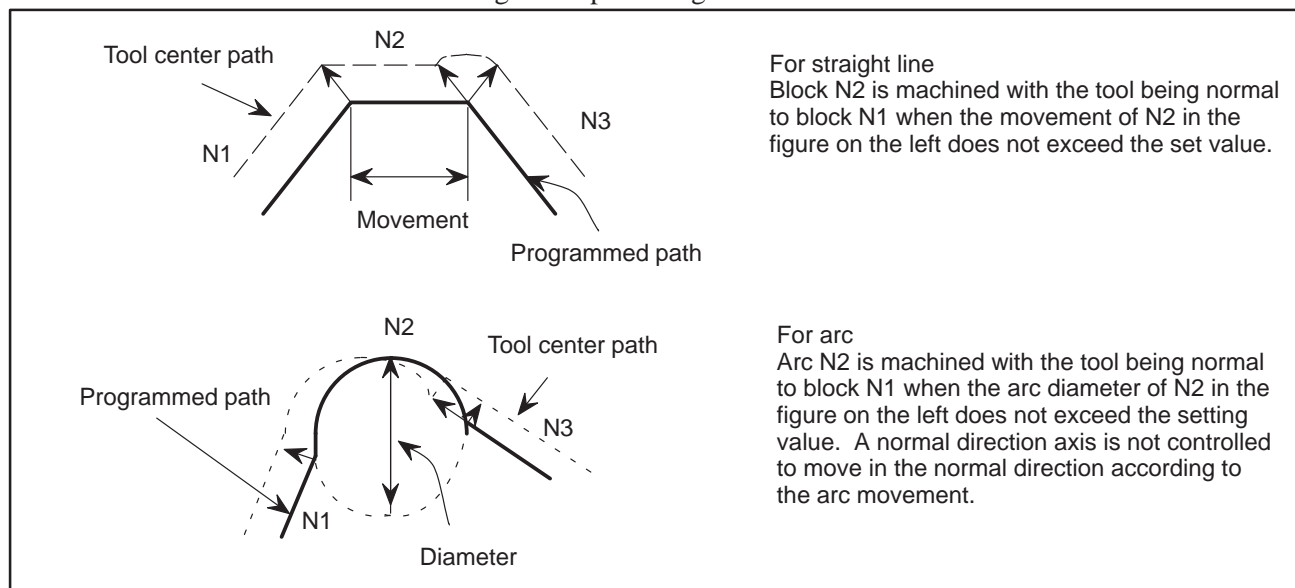 Tool center path
N2
N1
N3
Movement
Programmed path
For straight line
Block N2 is machined with the tool being normal
to block N1 when the movement of N2 in the
figure on the left does not exceed the set value.
N2
Tool center path
Programmed path
N3
N1
Diameter
For arc
Arc N2 is machined with the tool being normal
to block N1 when the arc diameter of N2 in the
figure on the left does not exceed the setting
value. A normal direction axis is not controlled
to move in the normal direction according to
the arc movement.